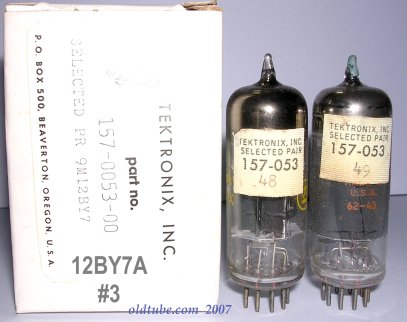 TEKTRONIX, INC.
part no.
157-0053-00
SELECTED PR 9M12BY7
P. O. BOX 500, BEAVERTON, OREGON, U. S. A.
12BY7A
#3
TEKTRONIX, INC.
SELECTED PAIR
157-053
48
TEKTRONIX, INC.
SELECTED PAIR
157-053
49
U.S.A.
62-43
oldtube.com 2007